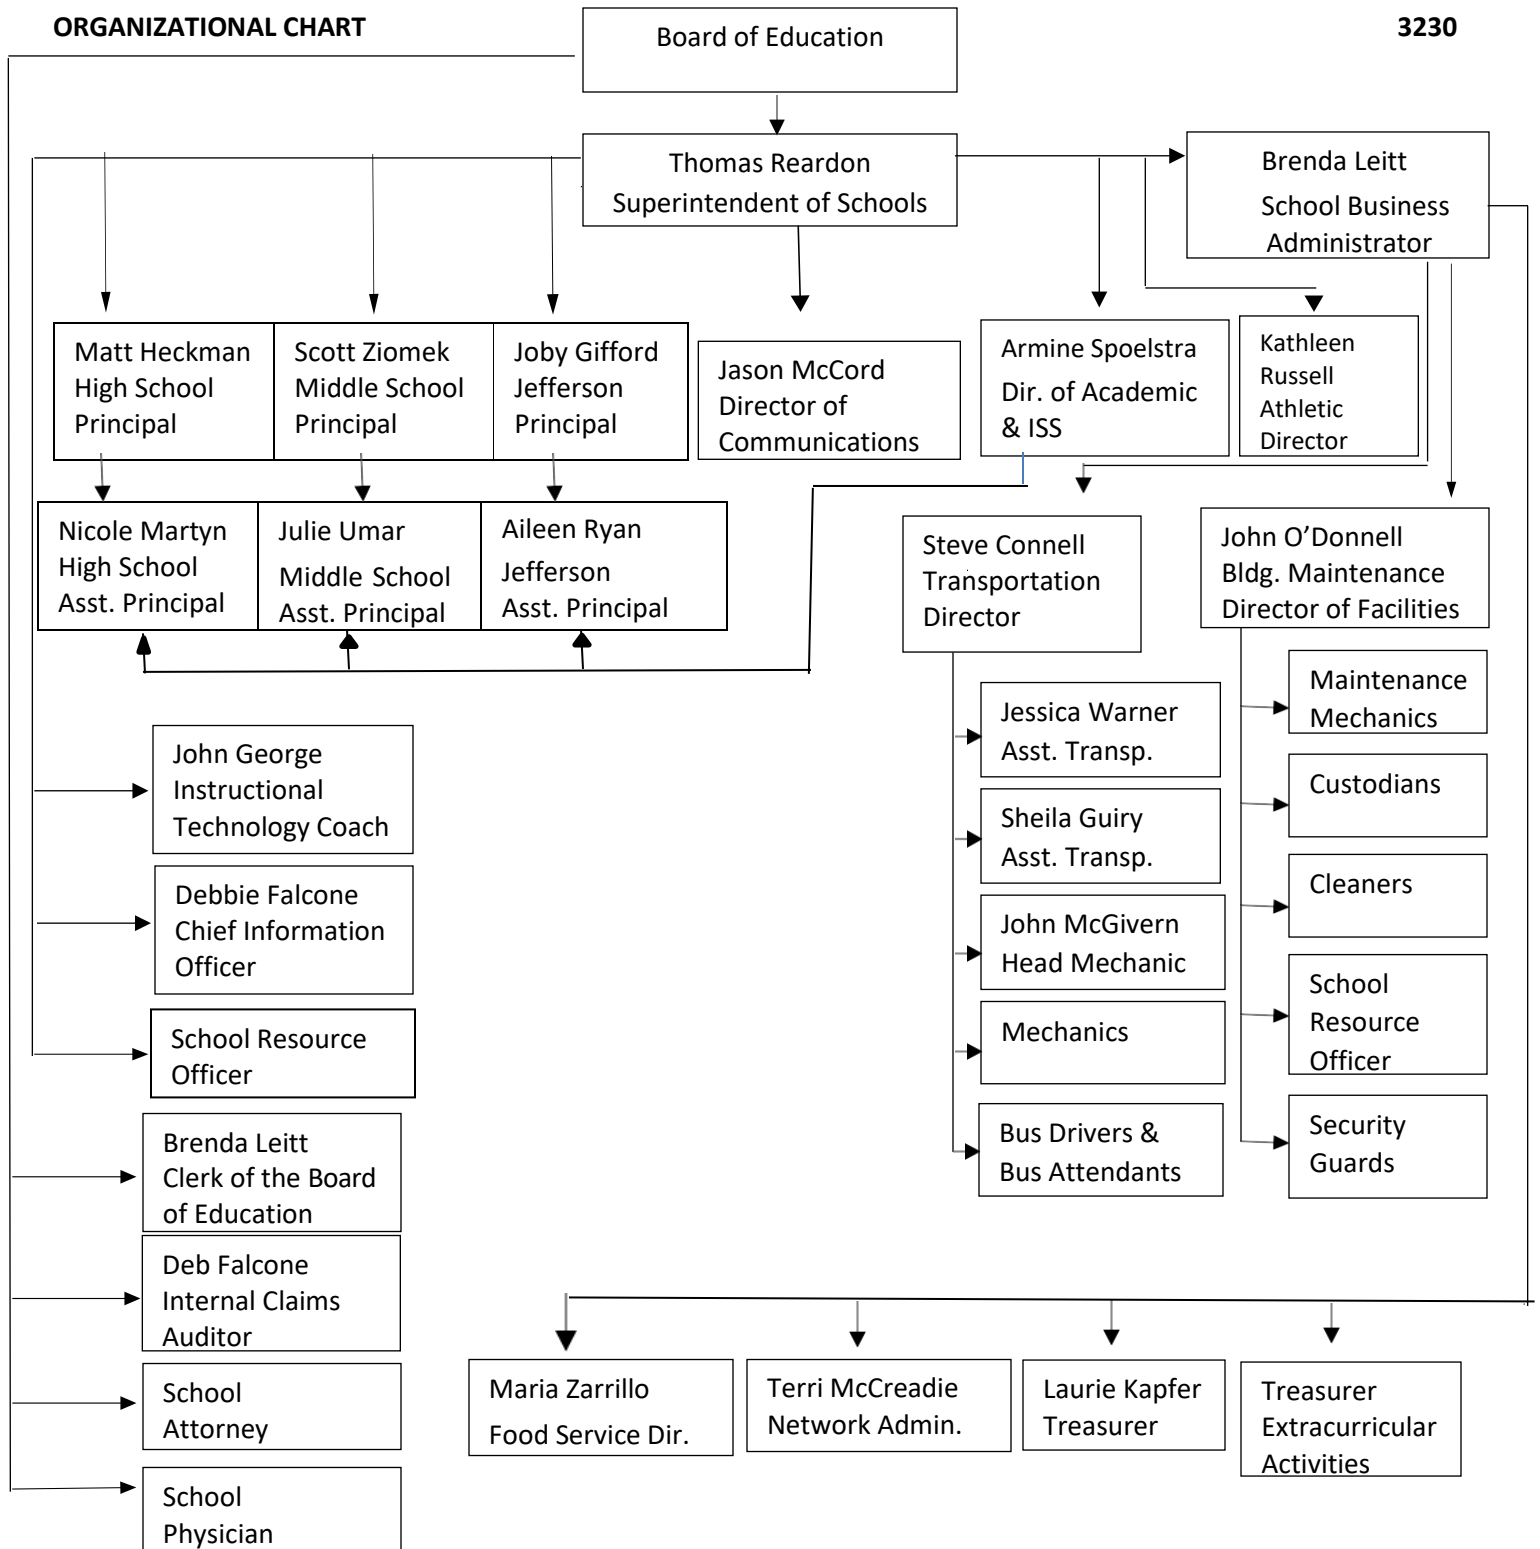 ORGANIZATIONAL CHART
3230
Board of Education
Thomas Reardon
Superintendent of Schools
Brenda Leitt
School Business
Administrator
Matt Heckman
High School
Principal
Scott Ziomek
Middle School
Principal
Joby Gifford
Jefferson
Principal
Jason McCord
Director of
Communications
Armine Spoelstra
Dir. of Academic
& ISS
Kathleen
Russell
Athletic
Director
Nicole Martyn
High School
Asst. Principal
Julie Umar
Middle School
Asst. Principal
Aileen Ryan
Jefferson
Asst. Principal
Steve Connell
Transportation
Director
John O’Donnell
Bldg. Maintenance
Director of Facilities
Jessica Warner
Asst. Transp.
Sheila Guiry
Asst. Transp.
John McGivern
Head Mechanic
Mechanics
Bus Drivers &
Bus Attendants
Maintenance
Mechanics
Custodians
Cleaners
School
Resource
Officer
Security
Guards
John George
Instructional
Technology Coach
Debbie Falcone
Chief Information
Officer
School Resource
Officer
Brenda Leitt
Clerk of the Board
of Education
Deb Falcone
Internal Claims
Auditor
School
Attorney
School
Physician
Maria Zarrillo
Food Service Dir.
Terri McCreadie
Network Admin.
Laurie Kapfer
Treasurer
Treasurer
Extracurricular
Activities